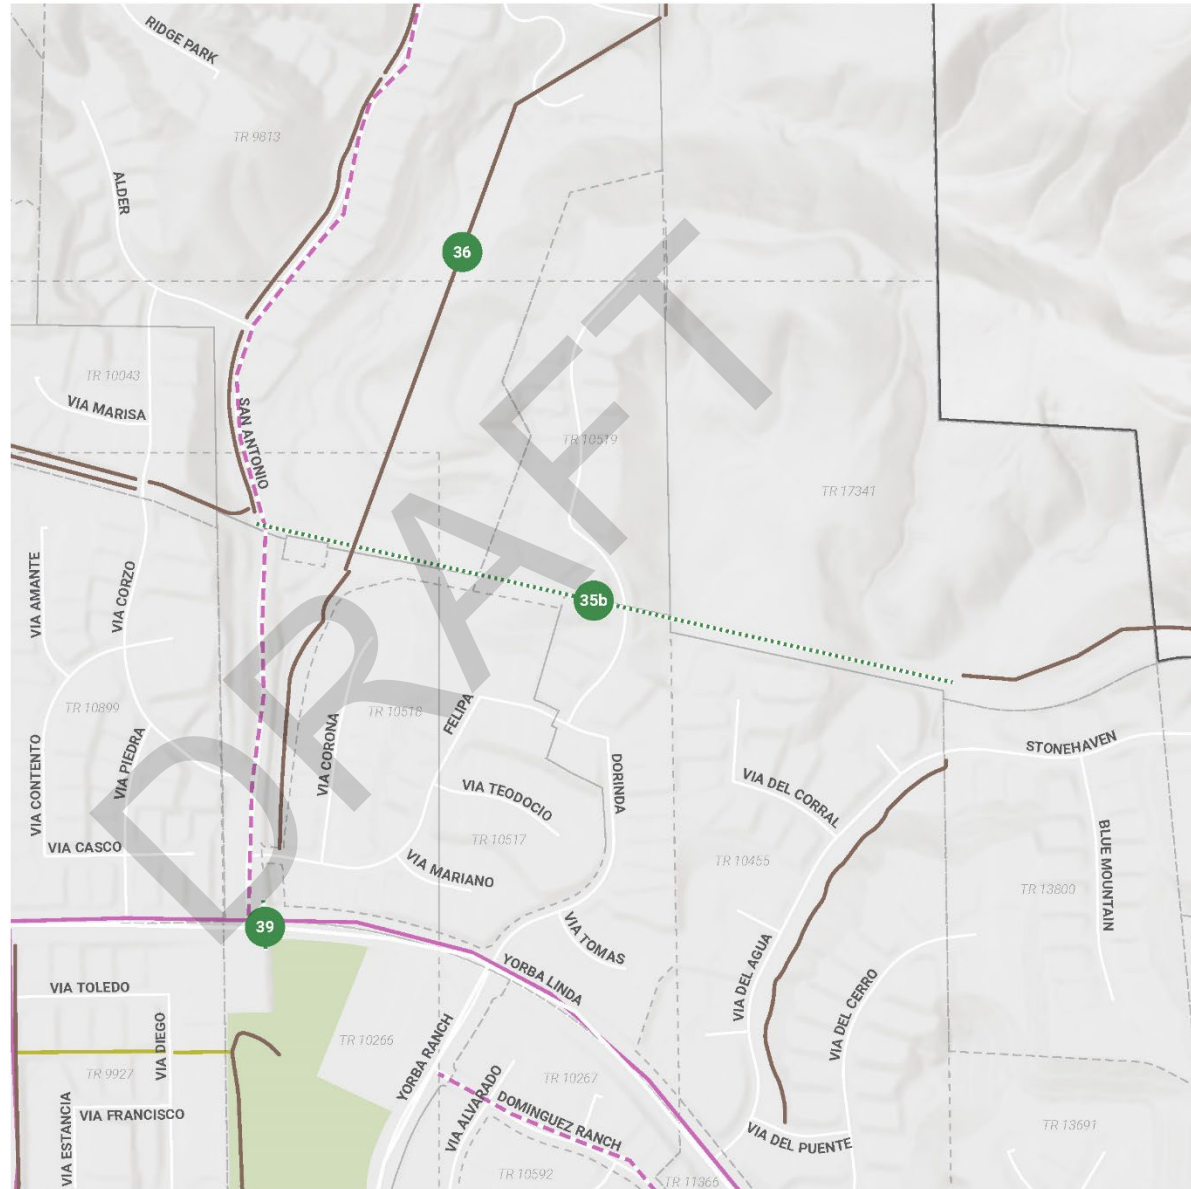 RIDGE PARK
TR 9813
ALDER
36
TR 10043
VIA MARISA
SAN ANTONIO
TR 10519
TR 17341
VIA AMANTE
VIA CORZO
35b
TR 10899
TR 10518
FELIPA
VIA CONTENTO
VIA PIEDRA
VIA CORONA
DORINDA
STONEHAVEN
VIA TEODOCIO
VIA DEL CORRAL
VIA CASCO
TR 10517
VIA MARIANO
TR 10455
BLUE MOUNTAIN
TR 13800
39
VIA TOMAS
YORBA LINDA
VIA DEL AGUA
VIA DEL CERRO
VIA TOLEDO
VIA DIEGO
TR 10266
YORBA RANCH
TR 9927
TR 10267
VIA FRANCISCO
VIA ESTANCIA
VIA ALVARADO
DOMINGUEZ RANCH
VIA DEL PUENTE
TR 13691
TR 10592
TR 11366
DRAFT